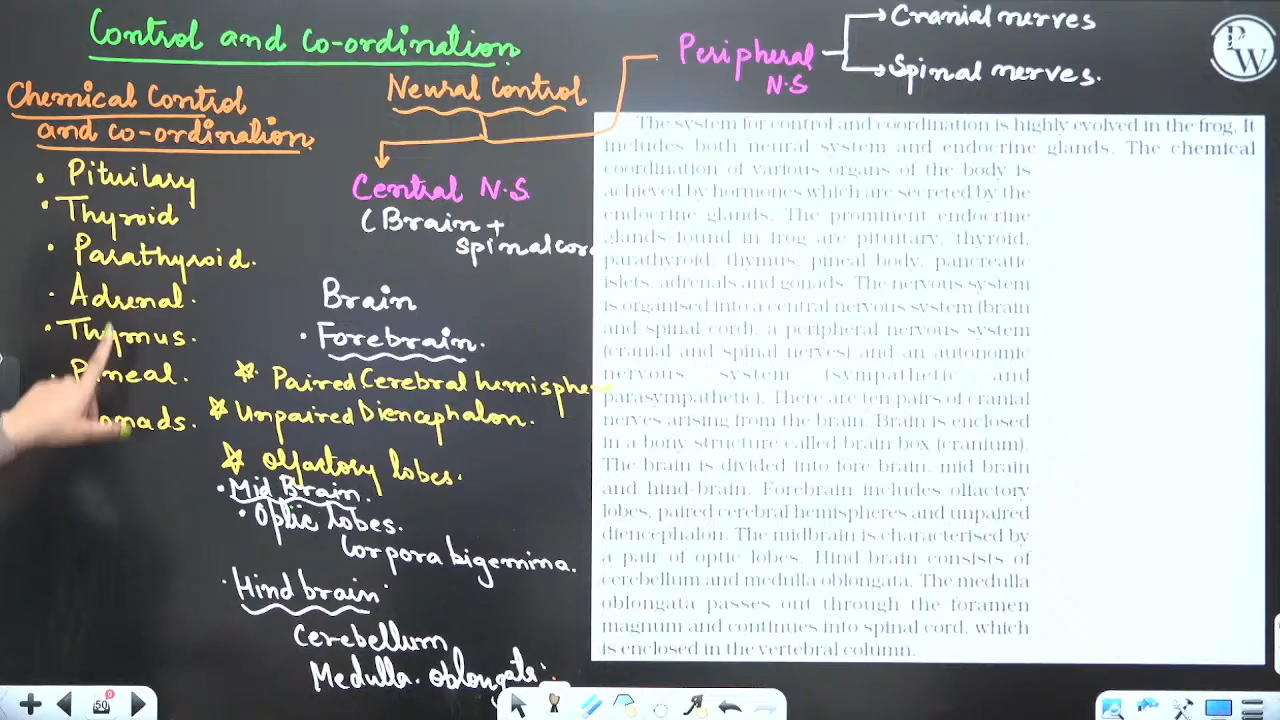 Control and Co-ordination
Peripheral N.S
Cranial nerves
Spinal nerves.
PW
Chemical Control
and co-ordination
• Pituitary
• Thyroid
• Parathyroid.
• Adrenal.
• Thymus.
• Pineal.
Neural Control
Central N.S
(Brain +
Spinal
Brain
• Forebrain.
* Paired Cerebral
* Unpaired Diencephalon.
* Olfactory lobes.
• Mid Brain.
• Optic lobes.
Corpora bigemina.
• Hind brain
Cerebellum
Medulla. oblongata.
The system for control and coordination is highly evolved in the frog. It
includes both neural system and endocrine glands. The chemical
coordination of various organs of the body is
achieved by hormones which are secreted by the
endocrine glands. The prominent endocrine
glands found in frog are pituitary, thyroid,
parathyroid, thymus, pineal body, pancreatic
islets, adrenals and gonads. The nervous system
is organised into a central nervous system (brain
and spinal cord), a peripheral nervous system
(cranial and spinal nerves) and an autonomic
nervous system (sympathetic and
parasympathetic). There are ten pairs of cranial
nerves arising from the brain. Brain is enclosed
in a bony structure called brain box (cranium).
The brain is divided into fore brain, mid brain
and hind-brain. Forebrain includes olfactory
lobes, paired cerebral hemispheres and unpaired
diencephalon. The midbrain is characterised by
a pair of optic lobes. Hind brain consists of
cerebellum and medulla oblongata. The medulla
oblongata passes out through the foramen
magnum and continues into spinal cord, which
is enclosed in the vertebral column.
50